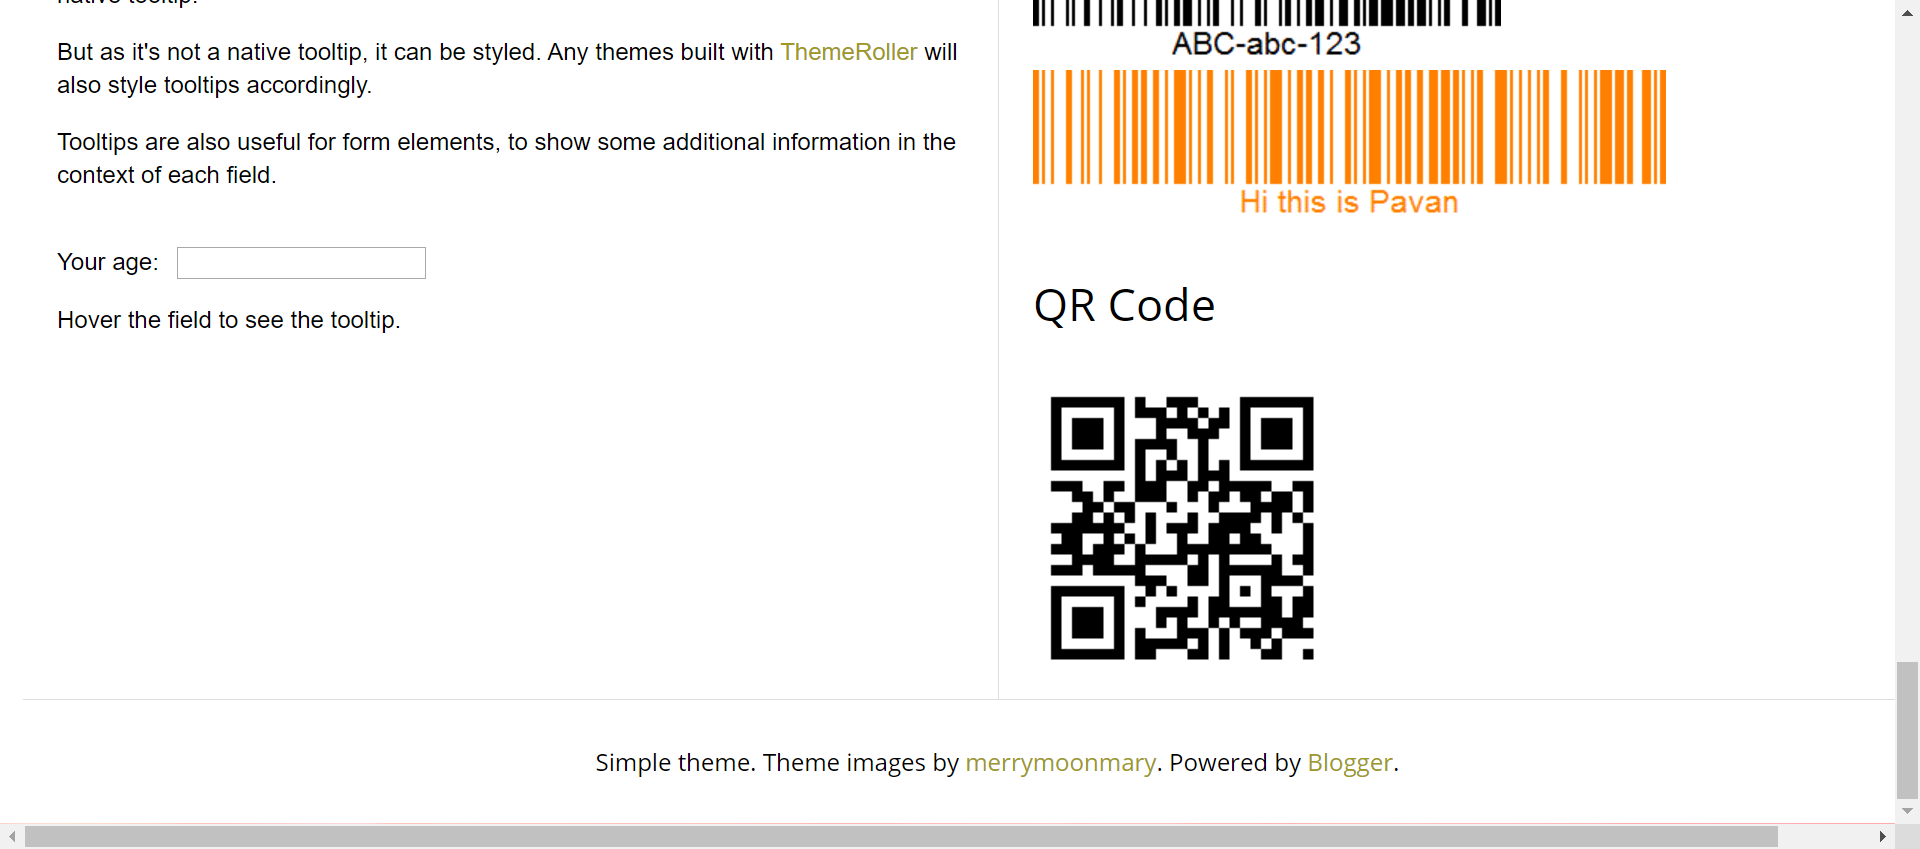 But as it's not a native tooltip, it can be styled. Any themes built with ThemeRoller will
also style tooltips accordingly.
Tooltips are also useful for form elements, to show some additional information in the
context of each field.
Your age:
Hover the field to see the tooltip.
ABC-abc-123
Hi this is Pavan
QR Code
Simple theme. Theme images by merrymoonmary. Powered by Blogger.